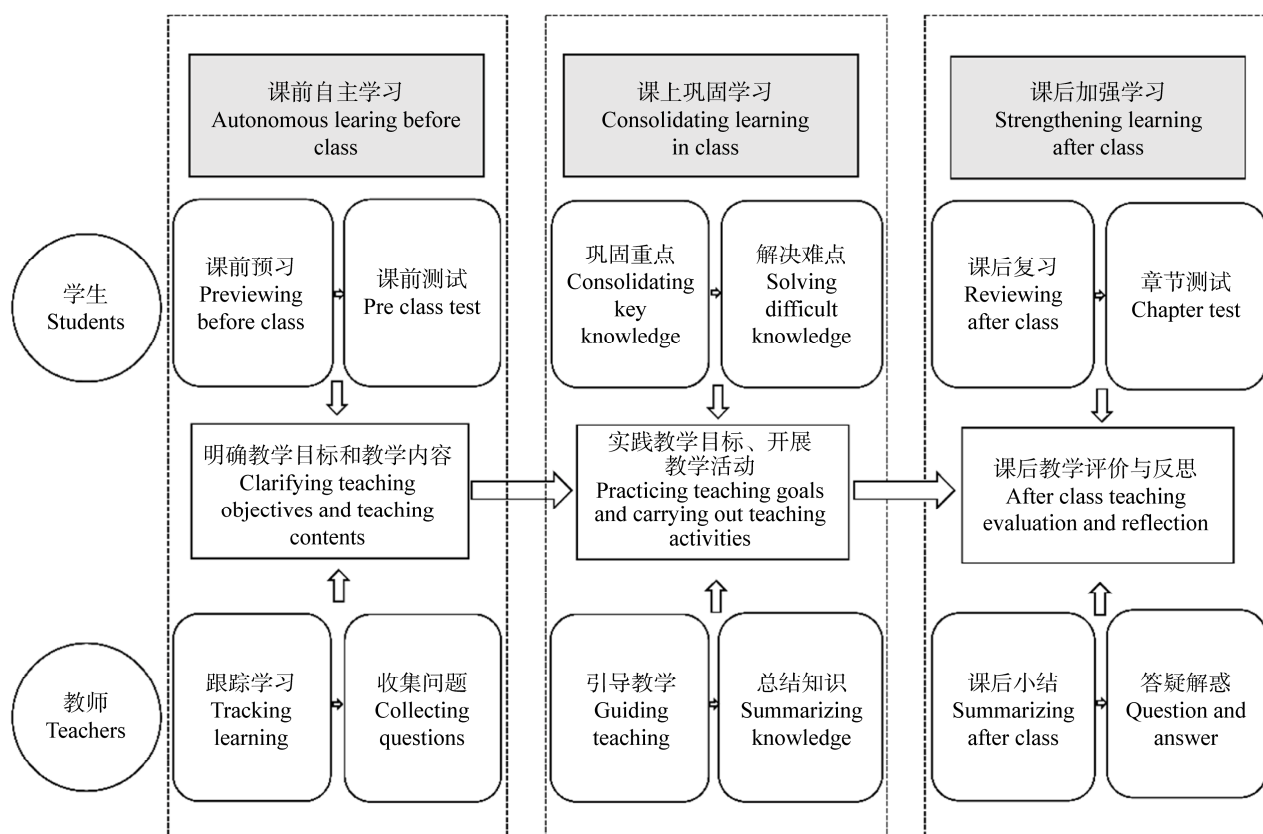 课前自主学习
Autonomous learing before
class
课上巩固学习
Consolidating learning
in class
课后加强学习
Strengthening learning
after class
学生
Students
课前预习
Previewing
before class
课前测试
Pre class test
巩固重点
Consolidating
key
knowledge
解决难点
Solving
difficult
knowledge
课后复习
Reviewing
after class
章节测试
Chapter test
明确教学目标和教学内容
Clarifying teaching
objectives and teaching
contents
实践教学目标、开展
教学活动
Practicing teaching goals
and carrying out teaching
activities
课后教学评价与反思
After class teaching
evaluation and reflection
教师
Teachers
跟踪学习
Tracking
learning
收集问题
Collecting
questions
引导教学
Guiding
teaching
总结知识
Summarizing
knowledge
课后小结
Summarizing
after class
答疑解惑
Question and
answer